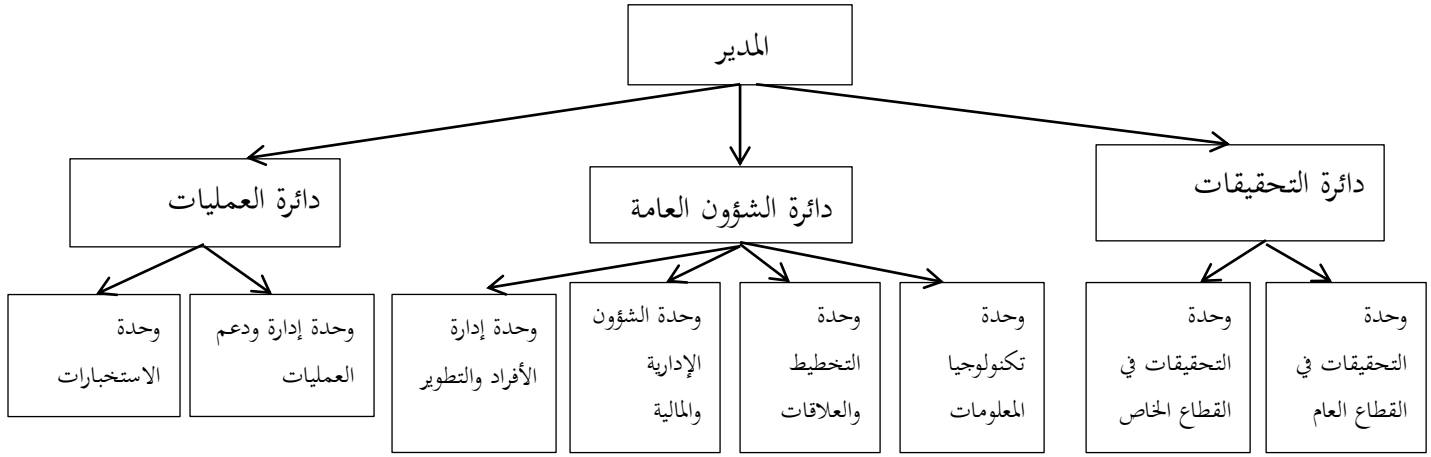 المدير
دائرة التحقيقات
دائرة الشؤون العامة
دائرة العمليات
وحدة
التحقيقات في
القطاع العام
وحدة
التحقيقات في
القطاع الخاص
وحدة
تكنولوجيا
المعلومات
وحدة
التخطيط
والعلاقات
وحدة الشؤون
الإدارية
والمالية
وحدة إدارة
الأفراد والتطوير
وحدة إدارة ودعم
العمليات
وحدة
الاستخبارات